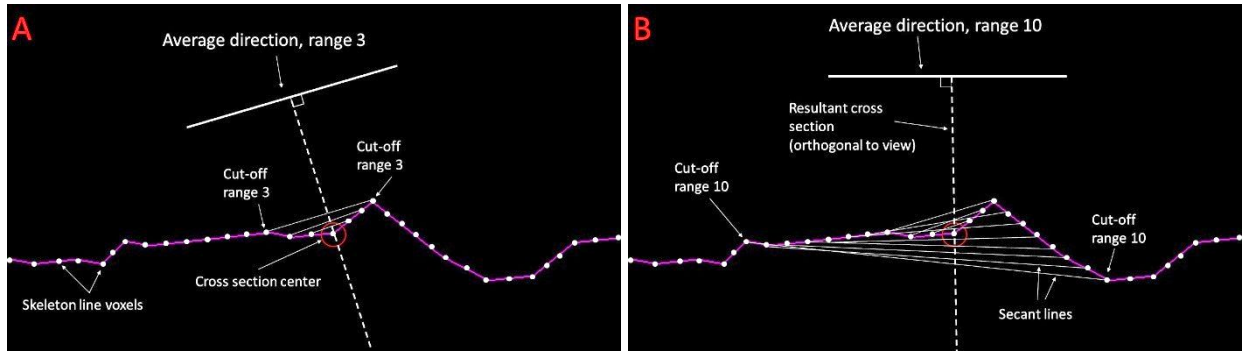 A
Average direction, range 3
Cut-off
range 3
Cut-off
range 3
Cross section center
Skeleton line voxels
B
Average direction, range 10
Resultant cross
section
(orthogonal to view)
Cut-off
range 10
Cut-off
range 10
Secant lines